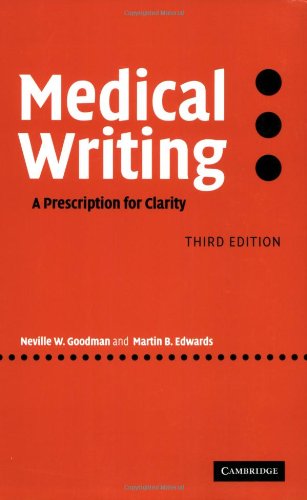 Medical
Writing
A Prescription for Clarity
THIRD EDITION
Neville W. Goodman and Martin B. Edwards
CAMBRIDGE